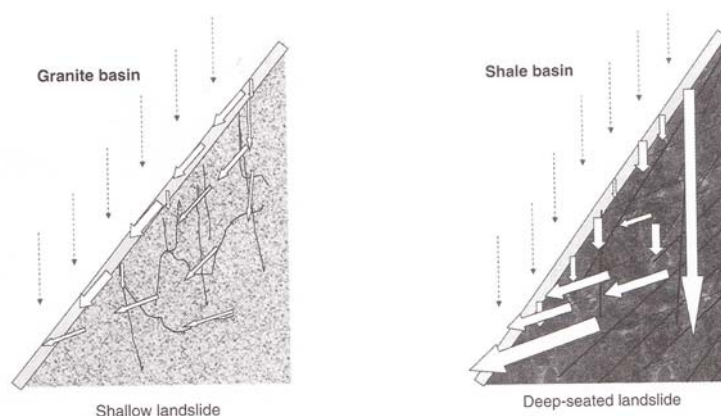 Granite basin
Shale basin
Shallow landslide
Deep-seated landslide